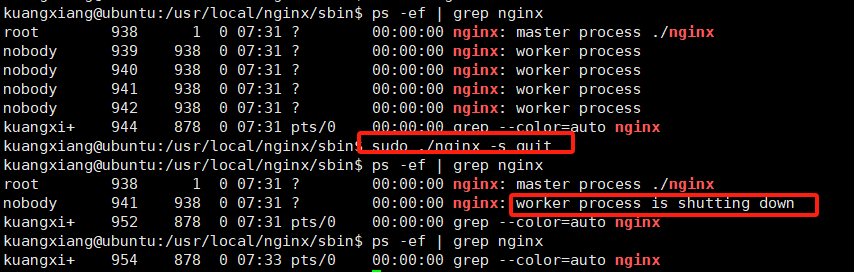 kuangxiang@ubuntu:/usr/local/nginx/sbin$ ps -ef | grep nginx
root 938 1 0 07:31 ? 00:00:00 nginx: master process ./nginx
nobody 939 938 0 07:31 ? 00:00:00 nginx: worker process
nobody 940 938 0 07:31 ? 00:00:00 nginx: worker process
nobody 941 938 0 07:31 ? 00:00:00 nginx: worker process
nobody 942 938 0 07:31 ? 00:00:00 nginx: worker process
kuangxi+ 944 878 0 07:31 pts/0 00:00:00 grep --color=auto nginx
kuangxiang@ubuntu:/usr/local/nginx/sbin$ sudo ./nginx -s quit
kuangxiang@ubuntu:/usr/local/nginx/sbin$ ps -ef | grep nginx
root 938 1 0 07:31 ? 00:00:00 nginx: master process ./nginx
nobody 941 938 0 07:31 ? 00:00:00 nginx: worker process is shutting down
kuangxi+ 952 878 0 07:31 pts/0 00:00:00 grep --color=auto nginx
kuangxiang@ubuntu:/usr/local/nginx/sbin$ ps -ef | grep nginx
kuangxi+ 954 878 0 07:33 pts/0 00:00:00 grep --color=auto nginx